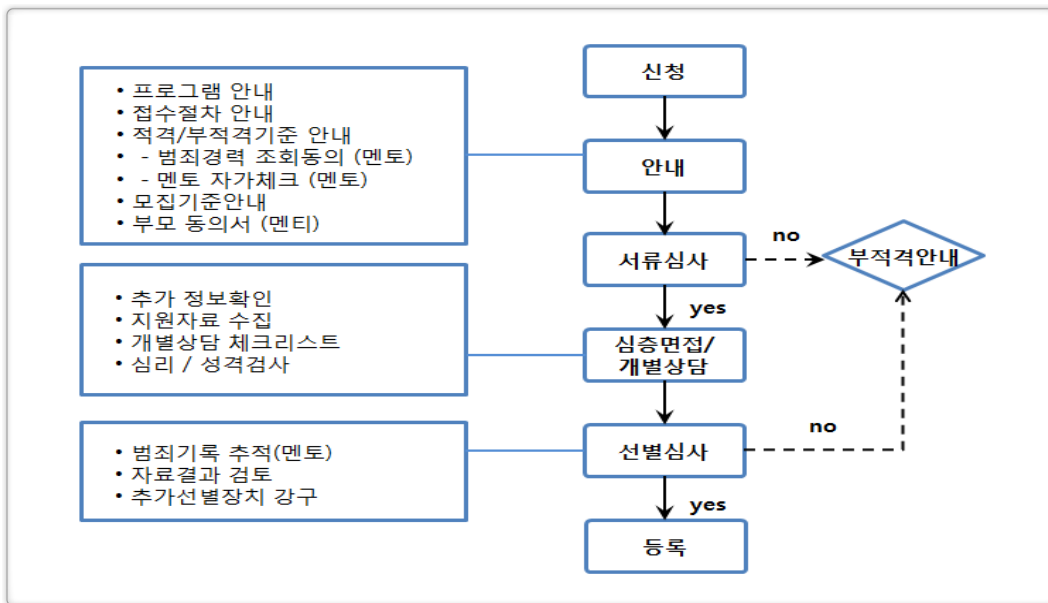 신청
• 프로그램 안내
• 접수절차 안내
• 적격/부적격기준 안내
• - 범죄경력 조회동의 (멘토)
• - 멘토 자가체크 (멘토)
• 모집기준안내
• 부모 동의서 (멘티)
안내
서류심사
no
부적격안내
yes
• 추가 정보확인
• 지원자료 수집
• 개별상담 체크리스트
• 심리 / 성격검사
심층면접/
개별상담
• 범죄기록 추적(멘토)
• 자료결과 검토
• 추가선별장치 강구
선별심사
no
yes
등록